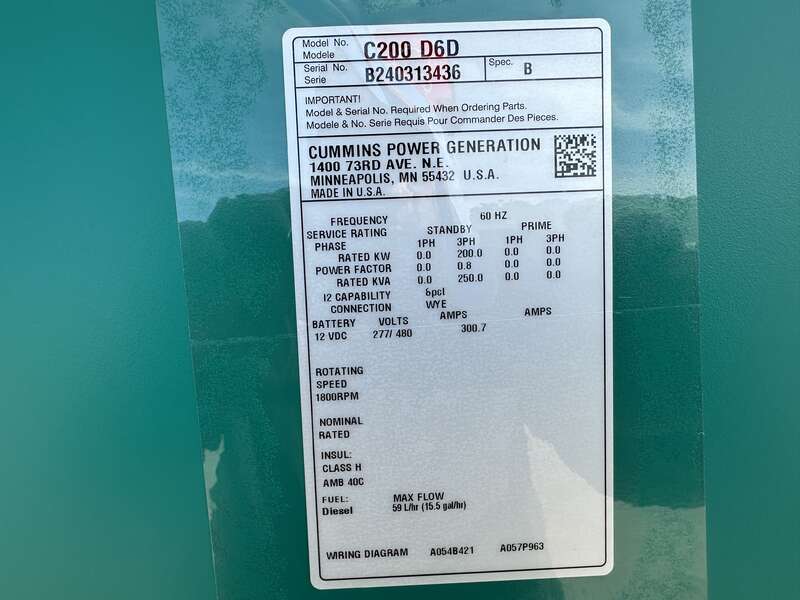 Model No.
Modele C200 D6D
Serial No.
Serie B240313436 Spec. B
IMPORTANT!
Model & Serial No. Required When Ordering Parts.
Modele & No. Serie Requis Pour Commander Des Pieces.
CUMMINS POWER GENERATION
1400 73RD AVE. N.E.
MINNEAPOLIS, MN 55432 U.S.A.
MADE IN U.S.A.
FREQUENCY 60 HZ
SERVICE RATING STANDBY PRIME
PHASE 1PH 3PH 1PH 3PH
RATED KW 0.0 200.0 0.0 0.0
POWER FACTOR 0.0 0.8 0.0 0.0
RATED KVA 0.0 250.0 0.0 0.0
I2 CAPABILITY 6pct
CONNECTION WYE
BATTERY VOLTS AMPS AMPS
12 VDC 277/ 480 300.7
ROTATING
SPEED
1800RPM
NOMINAL
RATED
INSUL:
CLASS H
AMB 40C
FUEL: MAX FLOW
Diesel 59 L/hr (15.5 gal/hr)
WIRING DIAGRAM A054B421 A057P963